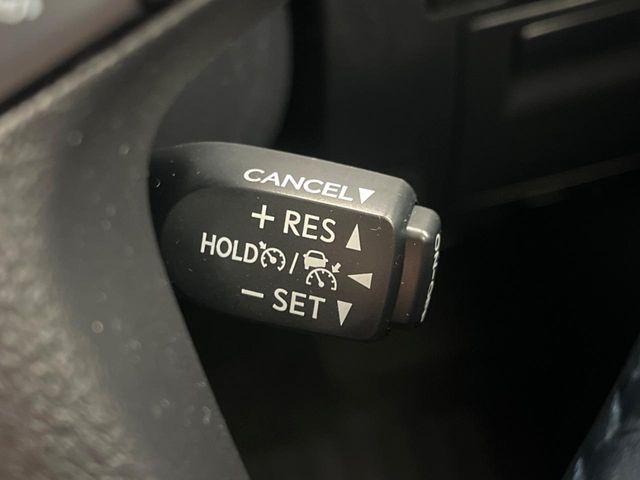 CANCEL▼
+ RES ▲
HOLD / ◀
− SET ▼